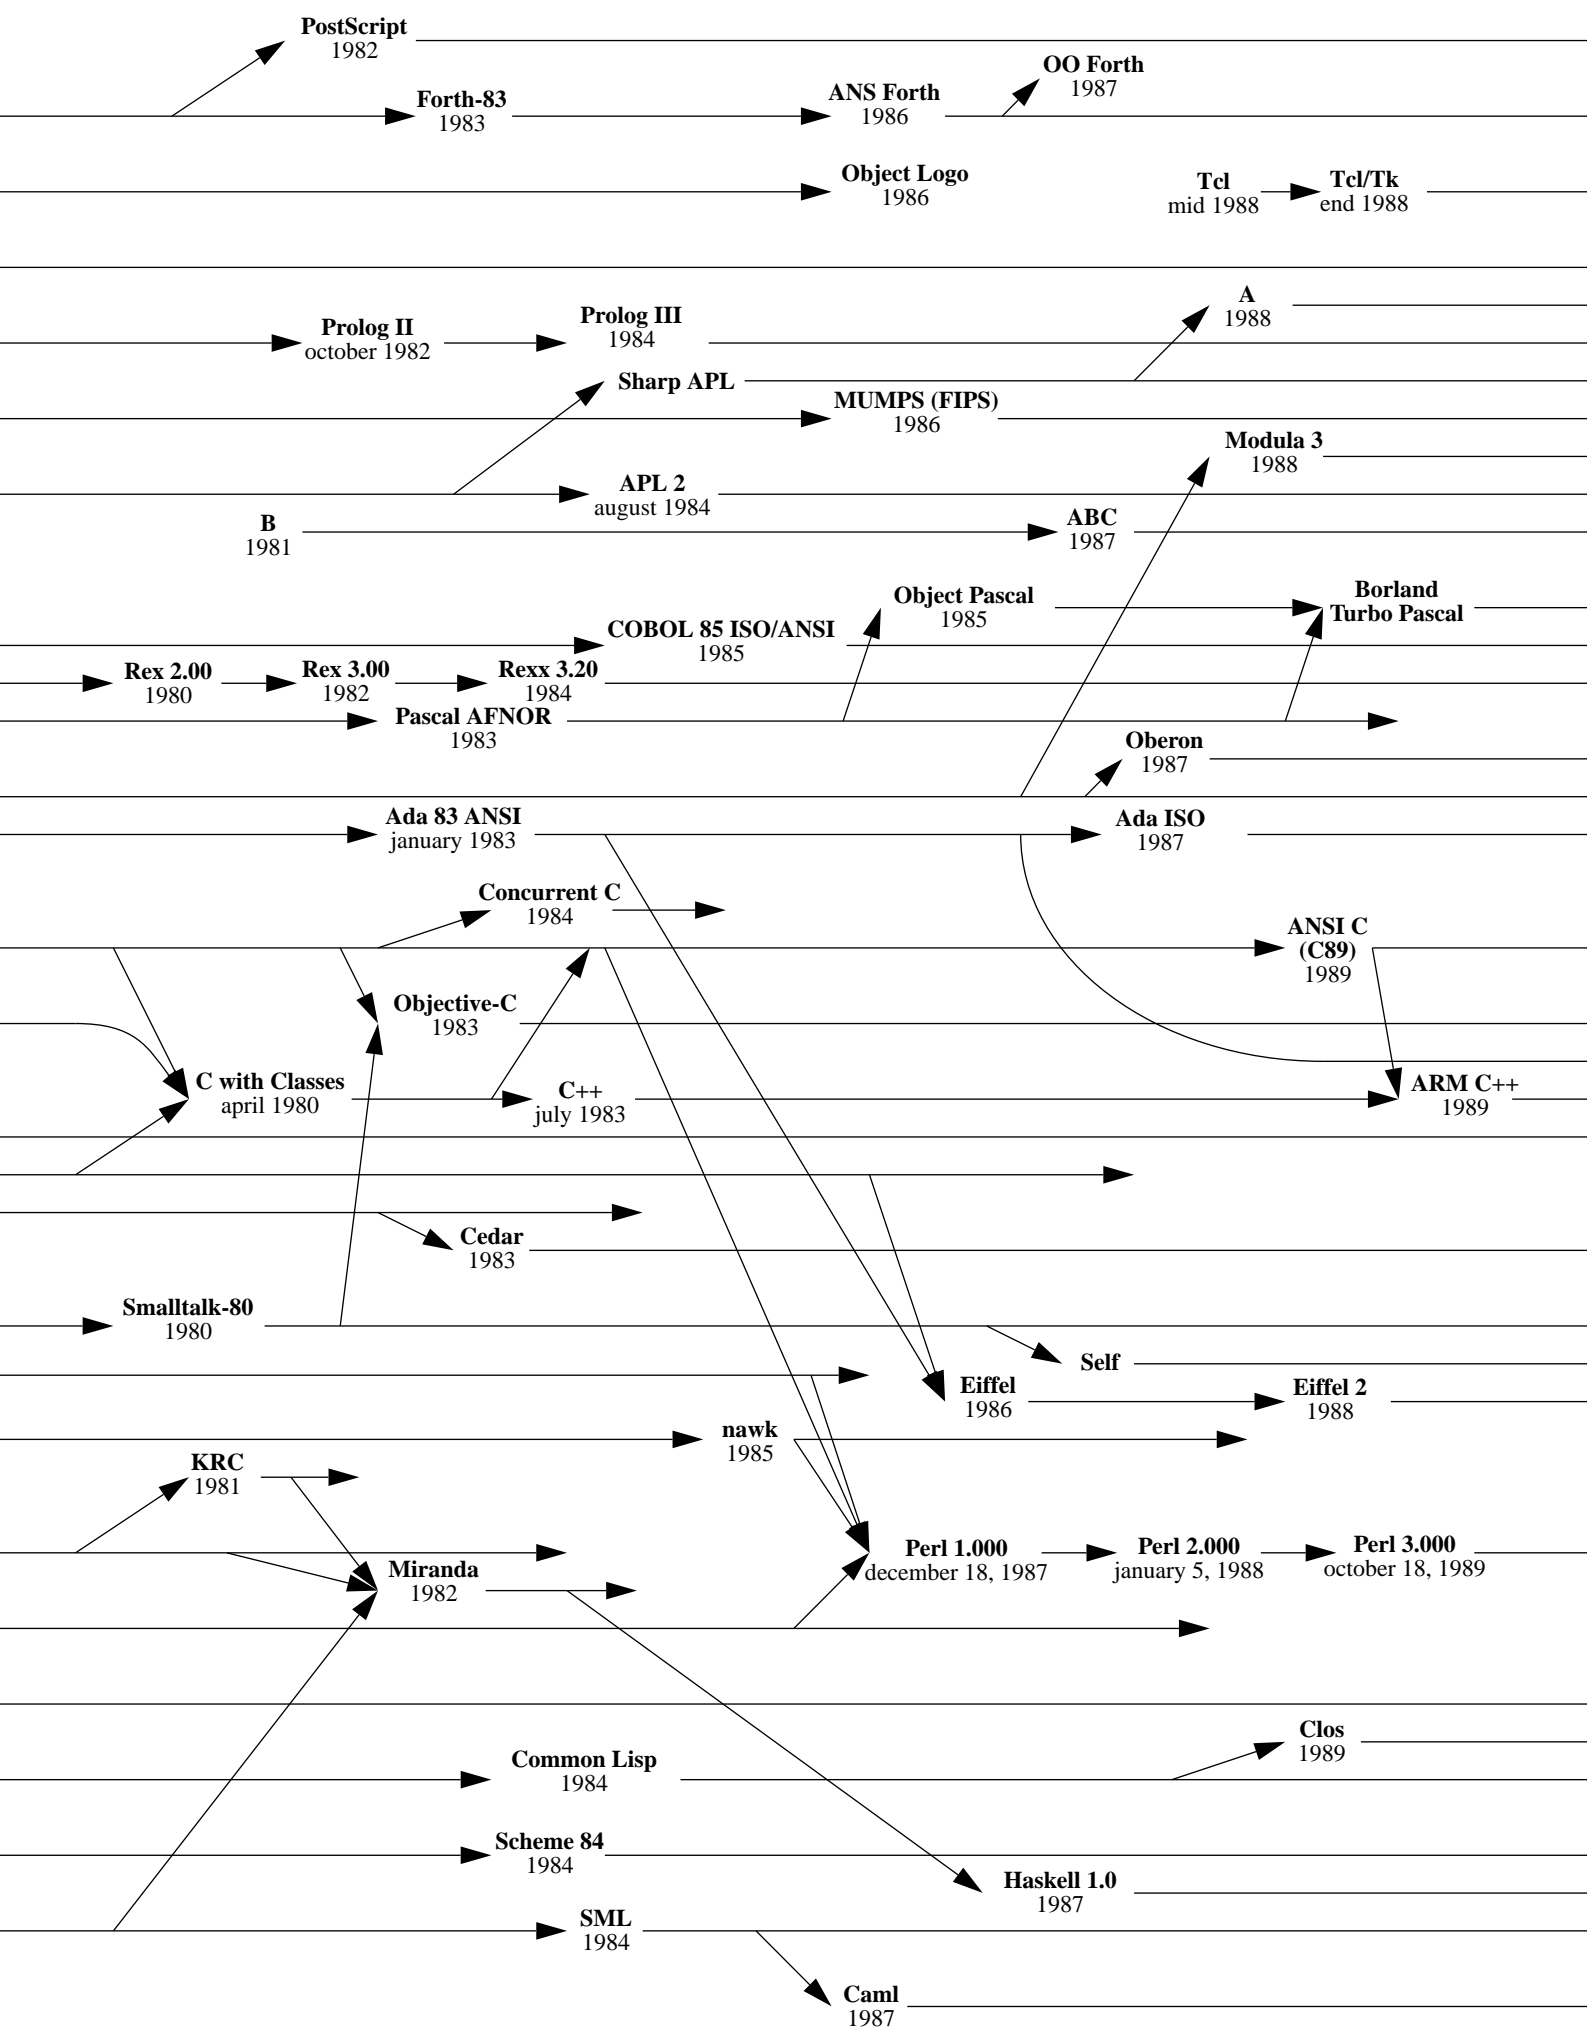 PostScript
1982
OO Forth
1987
Forth-83
1983
ANS Forth
1986
Object Logo
1986
Tcl
mid 1988
Tcl/Tk
end 1988
A
1988
Prolog II
october 1982
Prolog III
1984
Sharp APL
MUMPS (FIPS)
1986
Modula 3
1988
APL 2
august 1984
B
1981
ABC
1987
Object Pascal
1985
Borland
Turbo Pascal
COBOL 85 ISO/ANSI
1985
Rex 2.00
1980
Rex 3.00
1982
Rexx 3.20
1984
Pascal AFNOR
1983
Oberon
1987
Ada 83 ANSI
january 1983
Ada ISO
1987
Concurrent C
1984
ANSI C
(C89)
1989
Objective-C
1983
C with Classes
april 1980
C++
july 1983
ARM C++
1989
Cedar
1983
Smalltalk-80
1980
Self
Eiffel
1986
Eiffel 2
1988
nawk
1985
KRC
1981
Perl 1.000
december 18, 1987
Perl 2.000
january 5, 1988
Perl 3.000
october 18, 1989
Miranda
1982
Clos
1989
Common Lisp
1984
Scheme 84
1984
Haskell 1.0
1987
SML
1984
Caml
1987